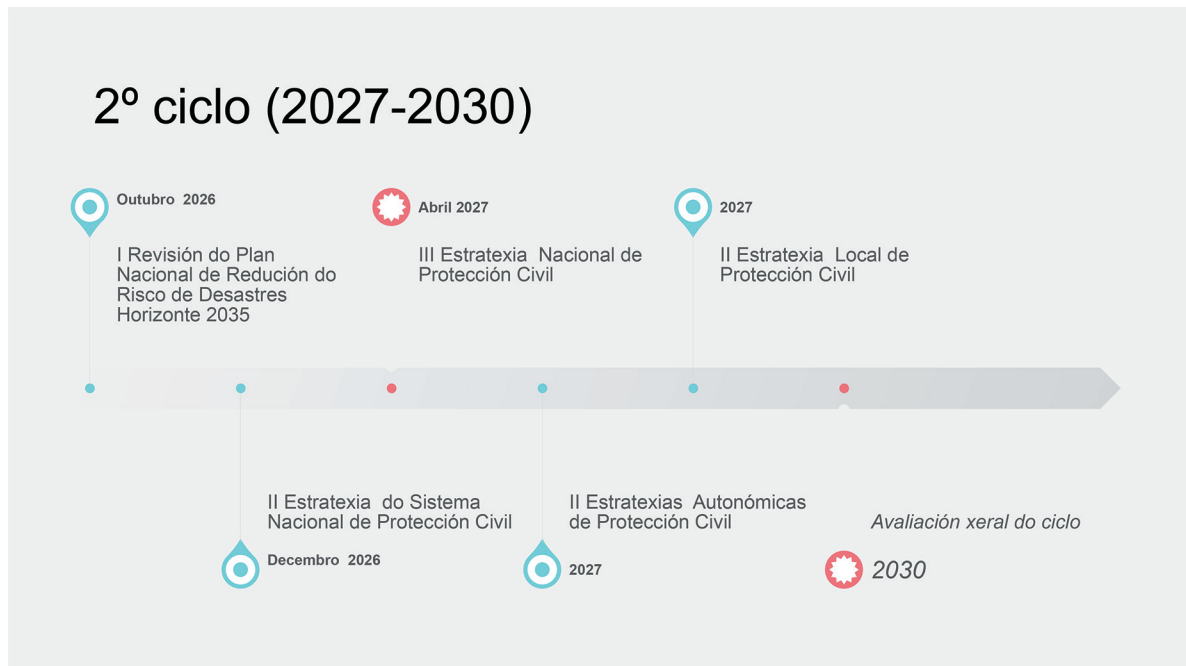 2º ciclo (2027-2030)
Outubro 2026
I Revisión do Plan
Nacional de Redución do
Risco de Desastres
Horizonte 2035
Abril 2027
III Estratexia Nacional de
Protección Civil
2027
II Estratexia Local de
Protección Civil
II Estratexia do Sistema
Nacional de Protección Civil
Decembro 2026
II Estratexias Autonómicas
de Protección Civil
2027
Avaliación xeral do ciclo
2030